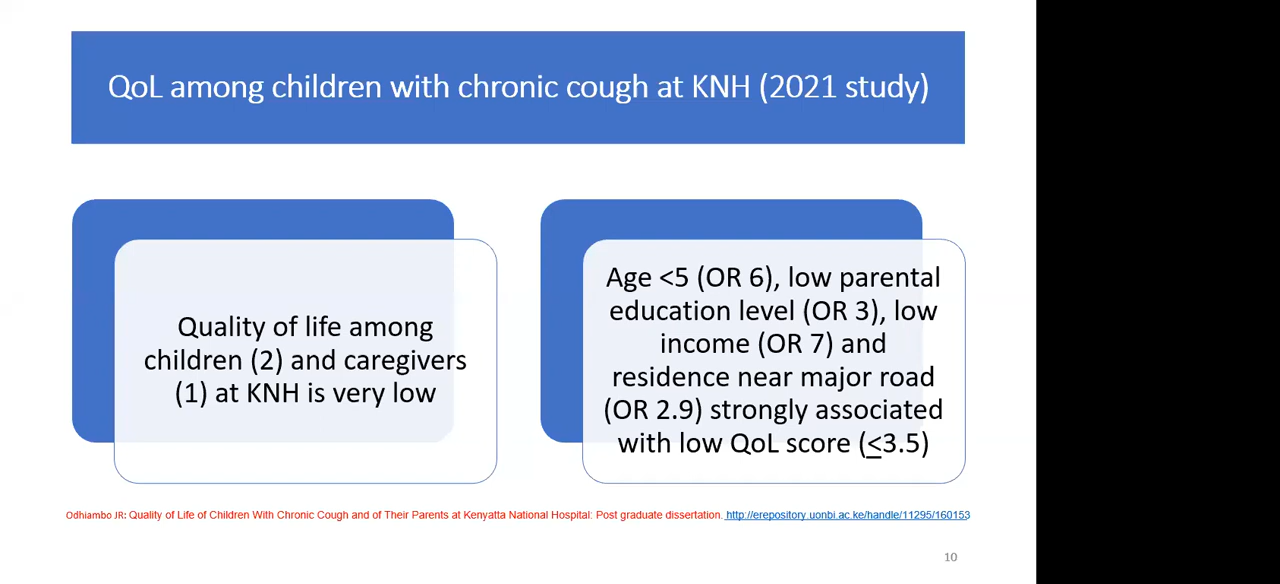 QoL among children with chronic cough at KNH (2021 study)
Quality of life among
children (2) and caregivers
(1) at KNH is very low
Age <5 (OR 6), low parental
education level (OR 3), low
income (OR 7) and
residence near major road
(OR 2.9) strongly associated
with low QoL score (≤3.5)
Odhiambo JR: Quality of Life of Children With Chronic Cough and of Their Parents at Kenyatta National Hospital: Post graduate dissertation. http://erepository.uonbi.ac.ke/handle/11295/160153
10